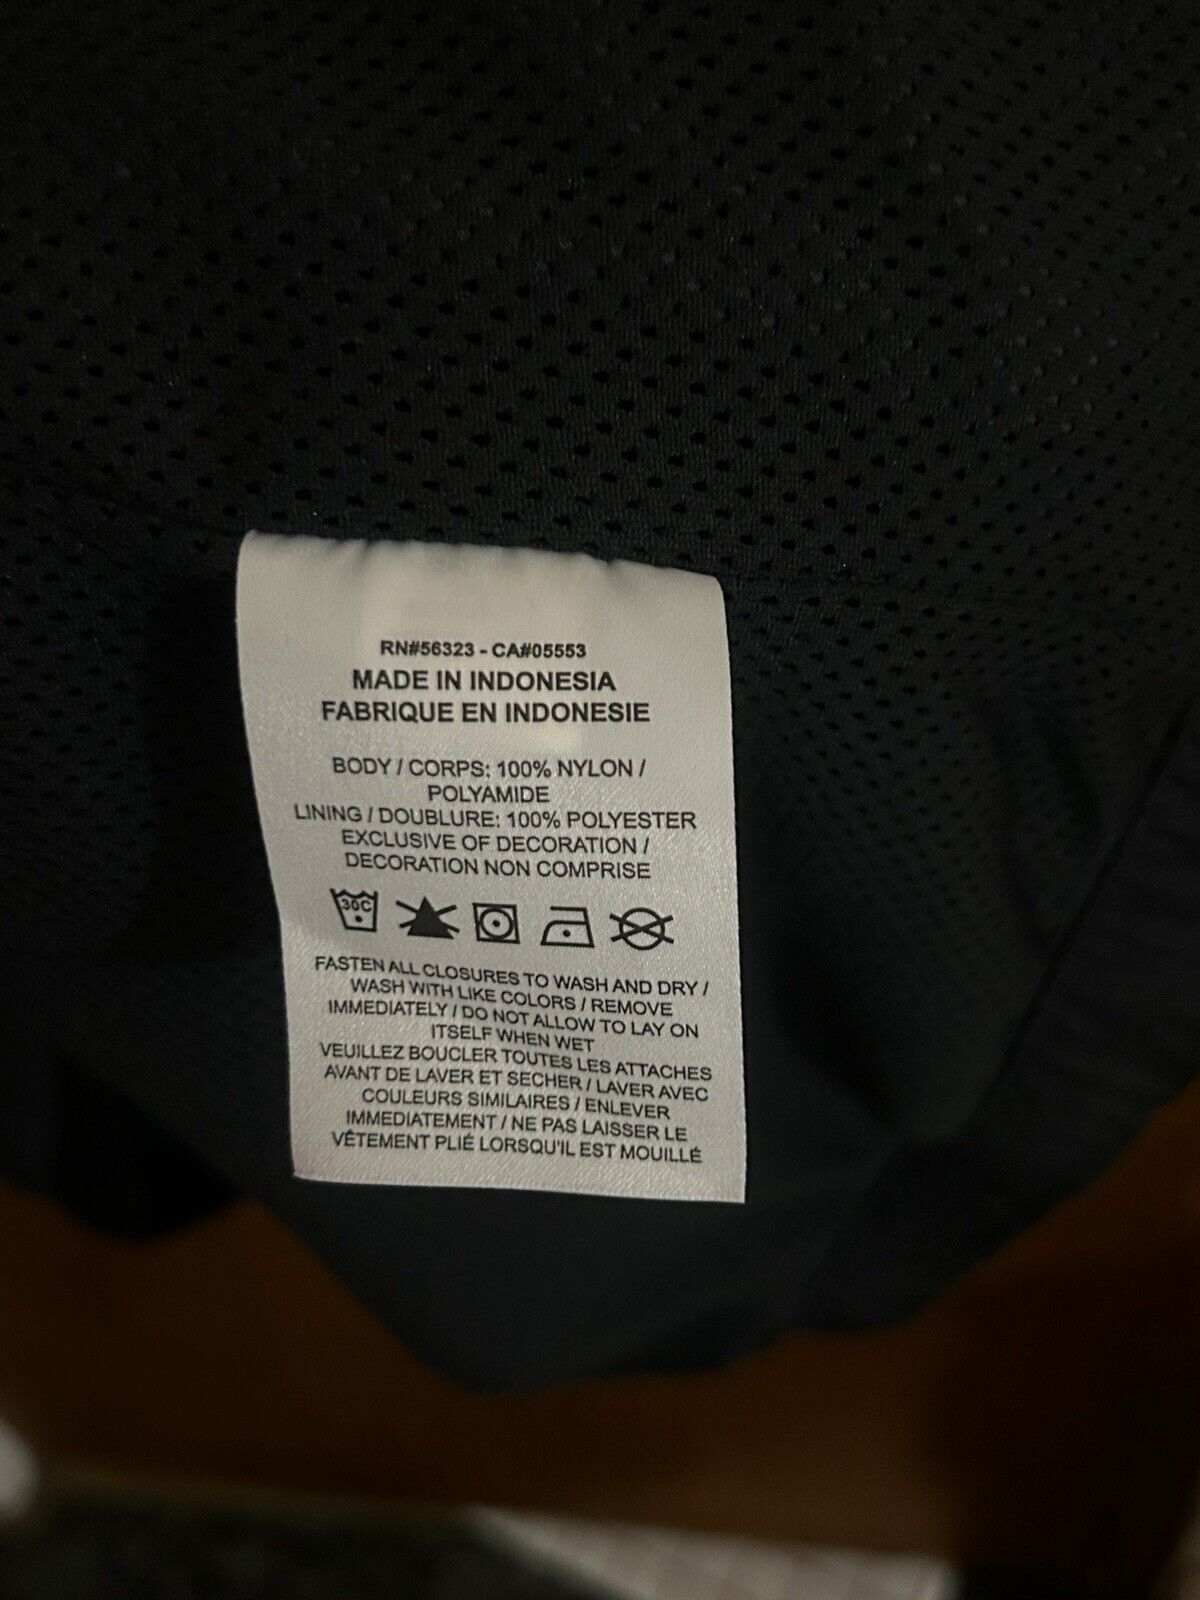 RN#56323 - CA#05553
MADE IN INDONESIA
FABRIQUE EN INDONESIE
BODY / CORPS: 100% NYLON /
POLYAMIDE
LINING / DOUBLURE: 100% POLYESTER
EXCLUSIVE OF DECORATION /
DECORATION NON COMPRISE
30C
FASTEN ALL CLOSURES TO WASH AND DRY /
WASH WITH LIKE COLORS / REMOVE
IMMEDIATELY / DO NOT ALLOW TO LAY ON
ITSELF WHEN WET
VEUILLEZ BOUCLER TOUTES LES ATTACHES
AVANT DE LAVER ET SECHER / LAVER AVEC
COULEURS SIMILAIRES / ENLEVER
IMMEDIATEMENT / NE PAS LAISSER LE
VÊTEMENT PLIÉ LORSQU'IL EST MOUILLÉ